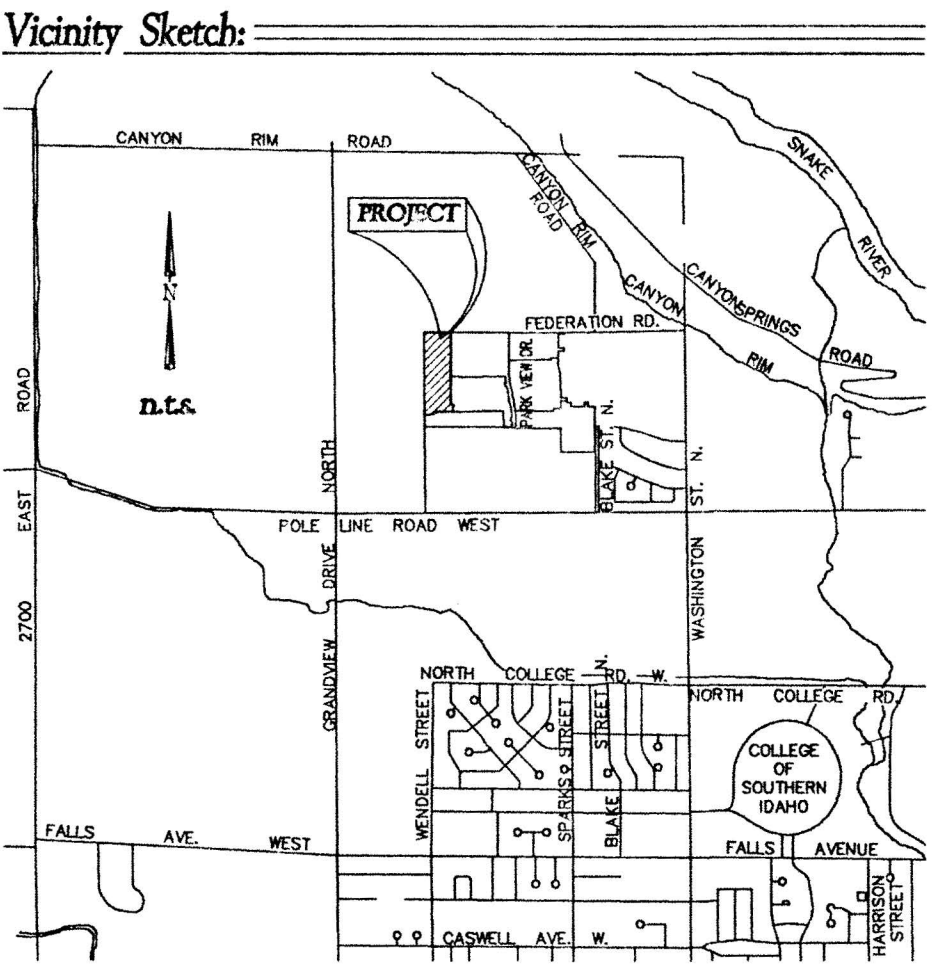 Vicinity Sketch:
CANYON RIM ROAD
SNAKE RIVER
CANYON RIM ROAD
PROJECT
N
n.t.s.
CANYON RIM
CANYON SPRINGS ROAD
FEDERATION RD.
PARK VIEW DR.
BLAKE ST. N.
WASHINGTON ST. N.
2700 EAST ROAD
GRANDVIEW DRIVE NORTH
POLE LINE ROAD WEST
NORTH COLLEGE RD. W.
NORTH COLLEGE RD.
WENDELL STREET
SPARKS STREET
BLAKE STREET N.
COLLEGE
OF
SOUTHERN
IDAHO
FALLS AVE. WEST
FALLS AVENUE
HARRISON
STREET
CASWELL AVE. W.